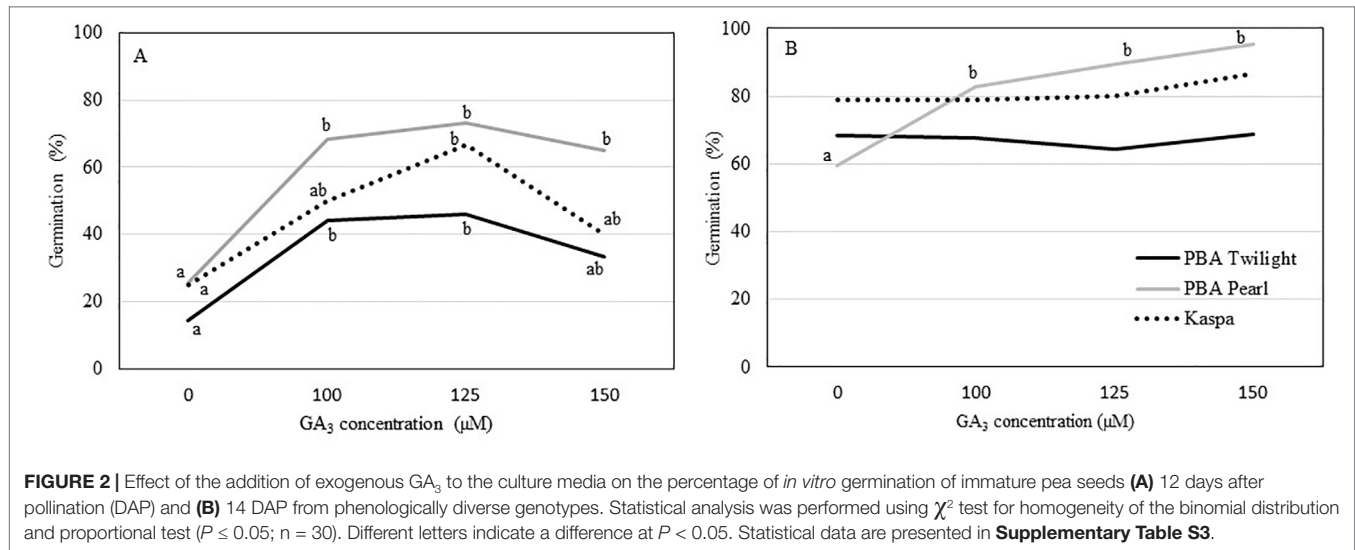 A
100
80
60
40
20
0
Germination (%)
a
a
a
b
ab
b
b
b
b
b
ab
ab
0 100 125 150
GA₃ concentration (μM)
B
100
80
60
40
20
0
Germination (%)
a
b
b
b
PBA Twilight
PBA Pearl
Kaspa
0 100 125 150
GA₃ concentration (μM)
FIGURE 2 | Effect of the addition of exogenous GA₃ to the culture media on the percentage of in vitro germination of immature pea seeds (A) 12 days after
pollination (DAP) and (B) 14 DAP from phenologically diverse genotypes. Statistical analysis was performed using χ² test for homogeneity of the binomial distribution
and proportional test (P ≤ 0.05; n = 30). Different letters indicate a difference at P < 0.05. Statistical data are presented in Supplementary Table S3.